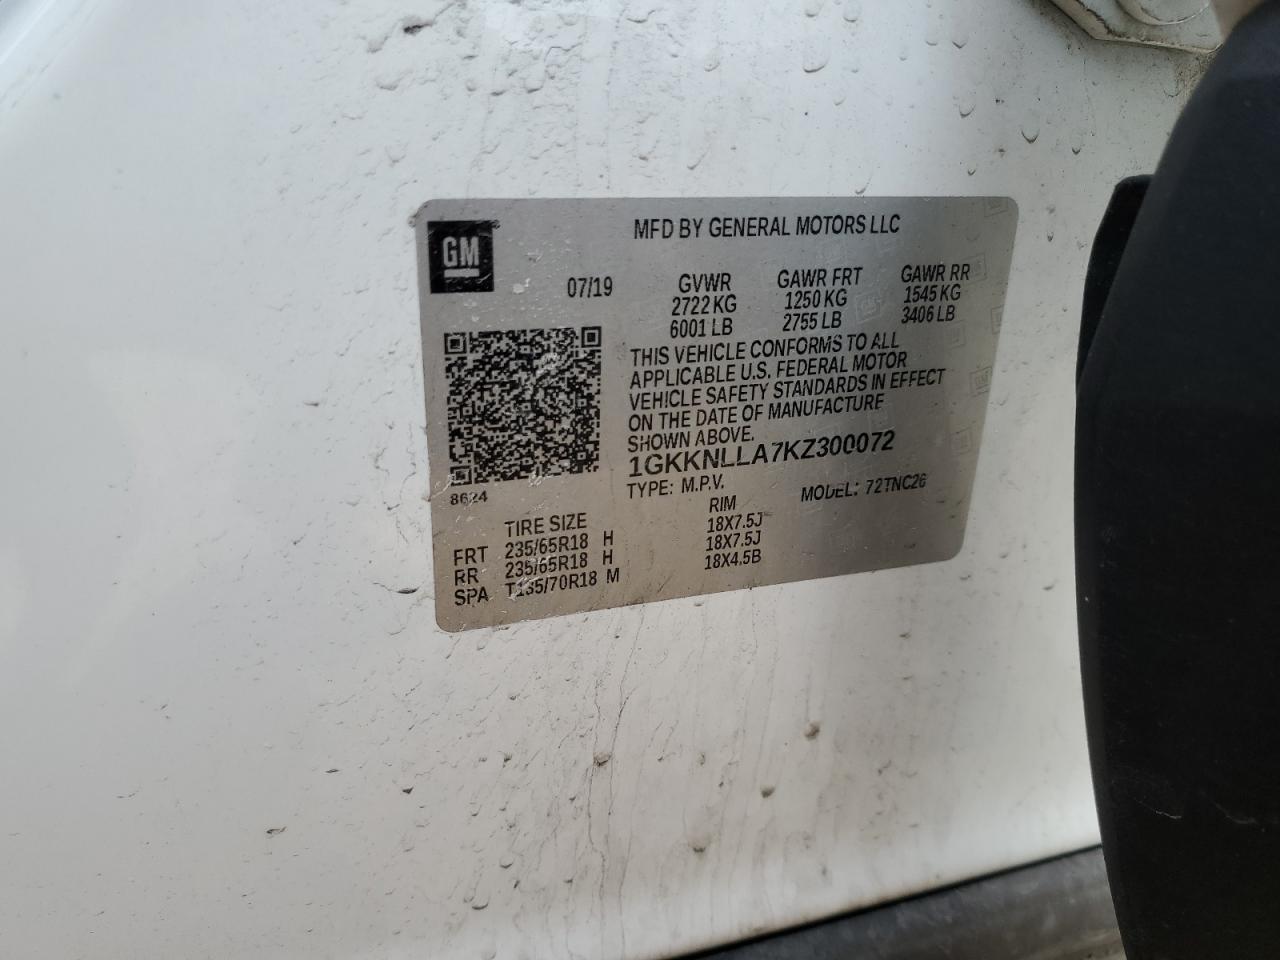 GM
MFD BY GENERAL MOTORS LLC
07/19 GVWR GAWR FRT GAWR RR
2722 KG 1250 KG 1545 KG
6001 LB 2755 LB 3406 LB
THIS VEHICLE CONFORMS TO ALL
APPLICABLE U.S. FEDERAL MOTOR
VEHICLE SAFETY STANDARDS IN EFFECT
ON THE DATE OF MANUFACTURE
SHOWN ABOVE.
1GKKNLLA7KZ300072
8624
TYPE: M.P.V. MODEL: 72TNC26
TIRE SIZE RIM
FRT 235/65R18 H 18X7.5J
RR 235/65R18 H 18X7.5J
SPA T135/70R18 M 18X4.5B